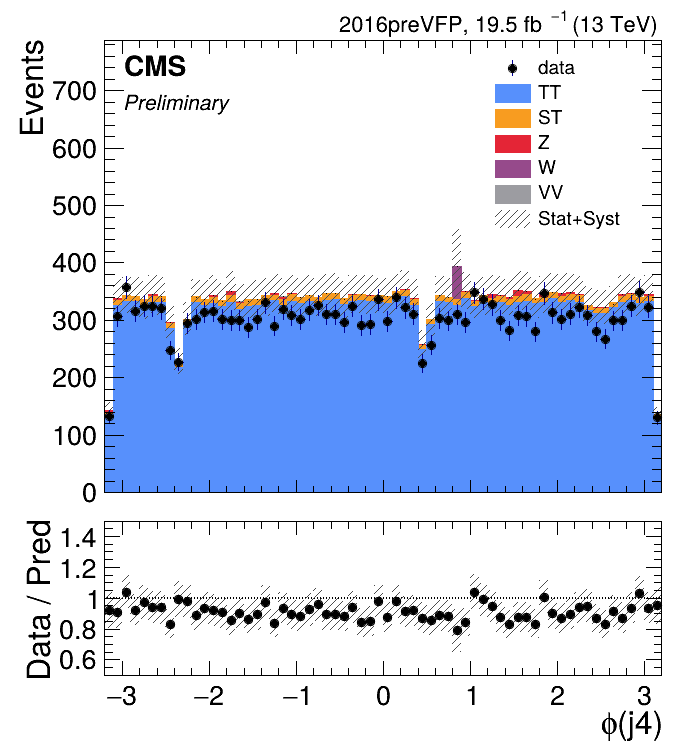 2016preVFP, 19.5 fb⁻¹ (13 TeV)
CMS
Preliminary
data
TT
ST
Z
W
VV
Stat+Syst
Events
700
600
500
400
300
200
100
0
Data / Pred
1.4
1.2
1
0.8
0.6
−3 −2 −1 0 1 2 3
ϕ(j4)